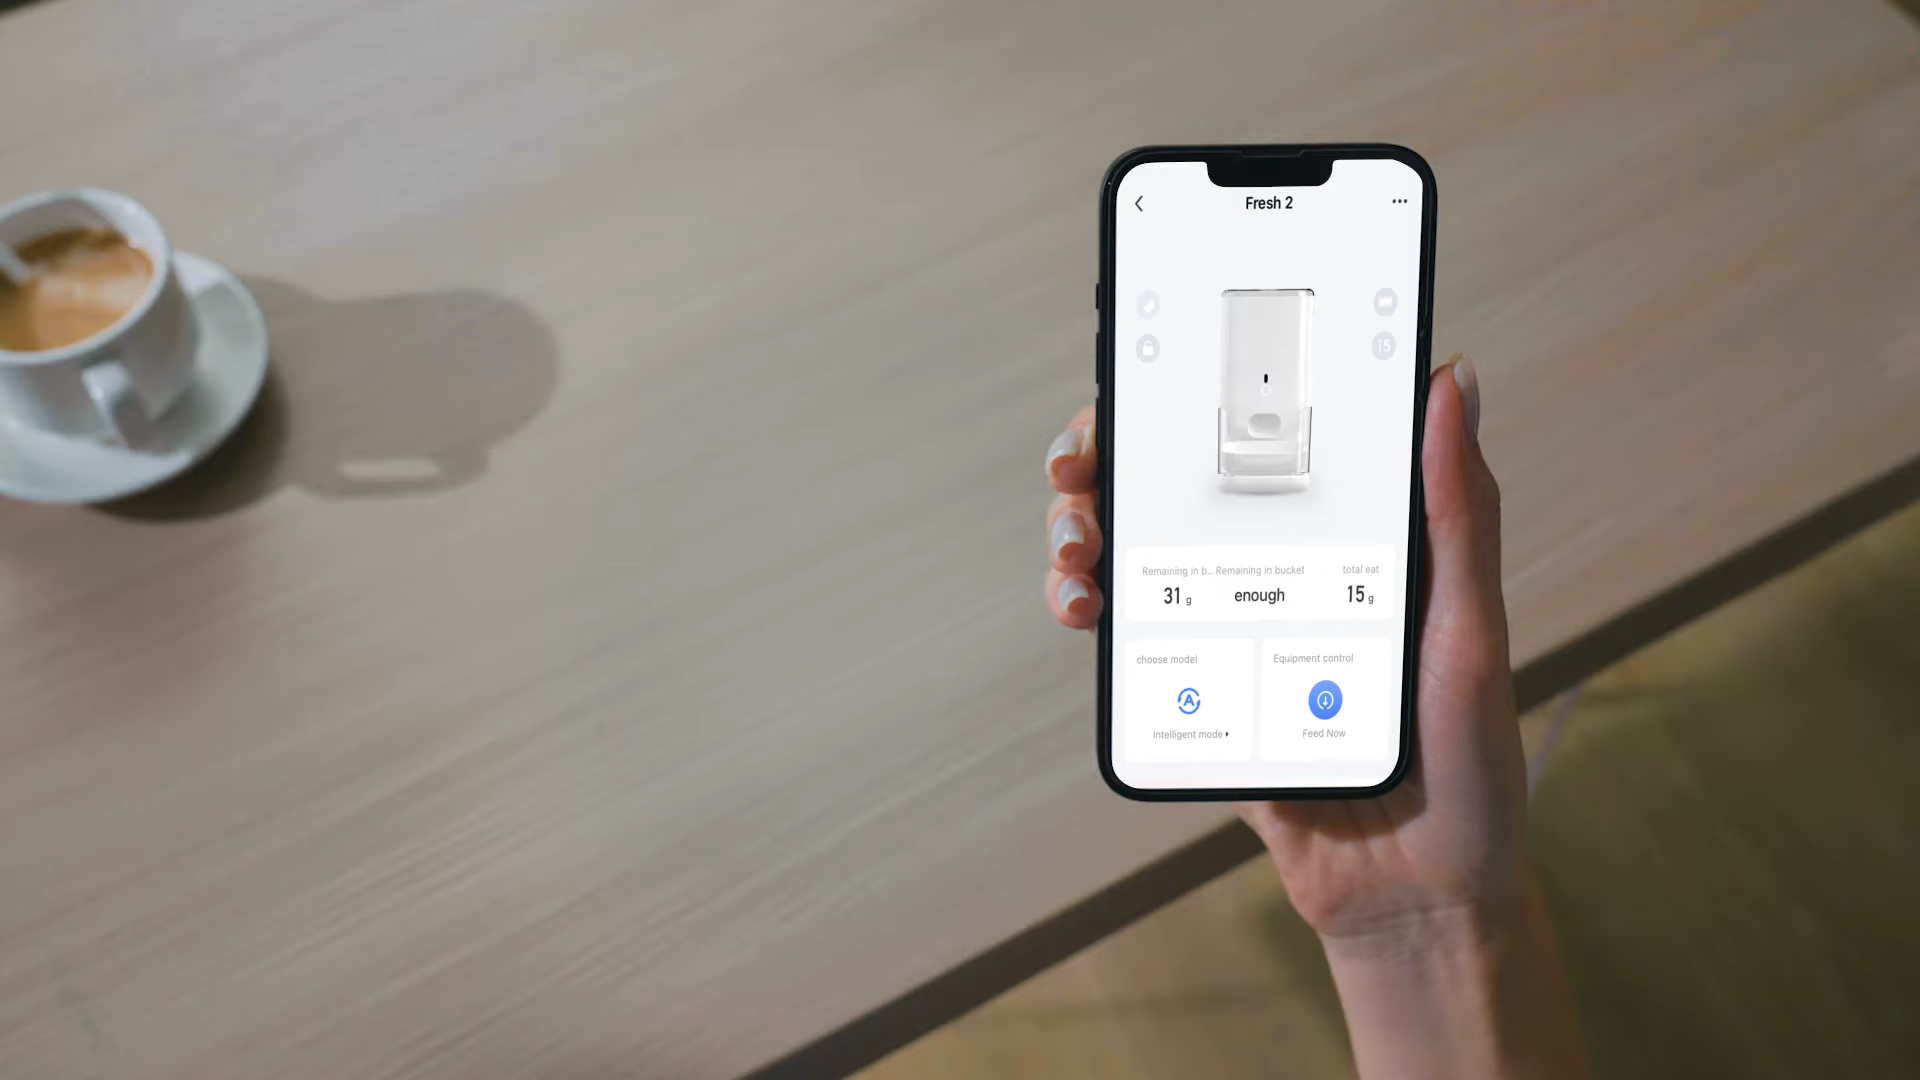 Fresh 2
15
Remaining in b... Remaining in bucket total eat
31 g enough 15 g
choose model Equipment control
A
Intelligent mode Feed Now